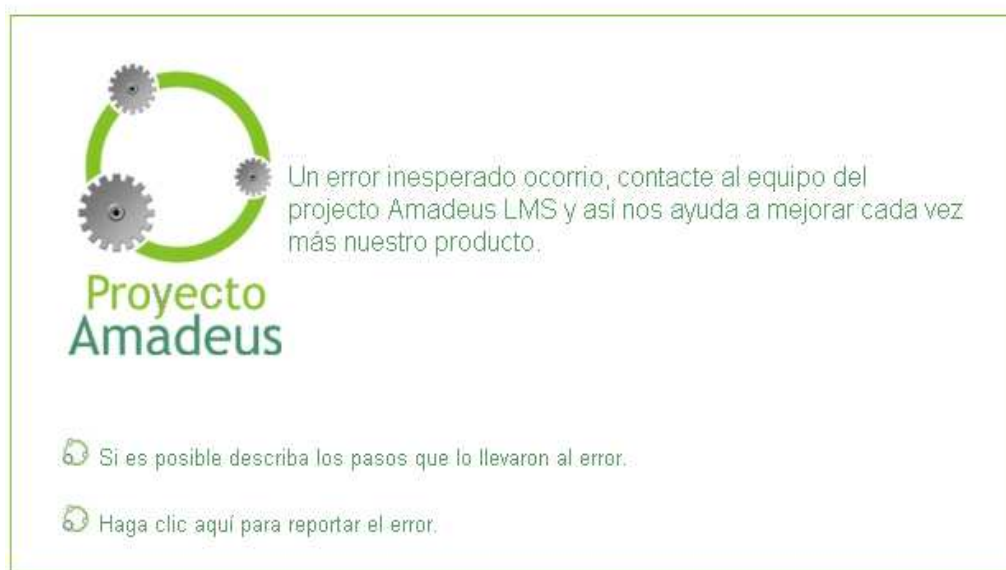 Un error inesperado ocorrio, contacte al equipo del
projecto Amadeus LMS y así nos ayuda a mejorar cada vez
más nuestro producto.
Proyecto
Amadeus
Si es posible describa los pasos que lo llevaron al error.
Haga clic aquí para reportar el error.